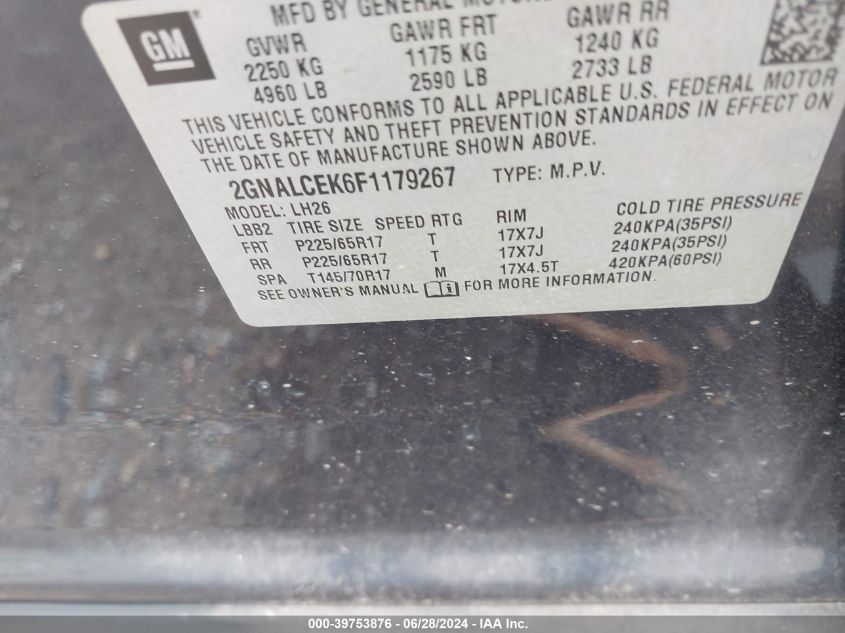 MFD BY GENERAL MOTORS
GM
GVWR GAWR FRT GAWR RR
2250 KG 1175 KG 1240 KG
4960 LB 2590 LB 2733 LB
THIS VEHICLE CONFORMS TO ALL APPLICABLE U.S. FEDERAL MOTOR
VEHICLE SAFETY AND THEFT PREVENTION STANDARDS IN EFFECT ON
THE DATE OF MANUFACTURE SHOWN ABOVE.
2GNALCEK6F1179267 TYPE: M.P.V.
MODEL: LH26
LBB2 TIRE SIZE SPEED RTG RIM COLD TIRE PRESSURE
FRT P225/65R17 T 17X7J 240KPA(35PSI)
RR P225/65R17 T 17X7J 240KPA(35PSI)
SPA T145/70R17 M 17X4.5T 420KPA(60PSI)
SEE OWNER'S MANUAL i FOR MORE INFORMATION.
000-39753876 - 06/28/2024 - IAA Inc.